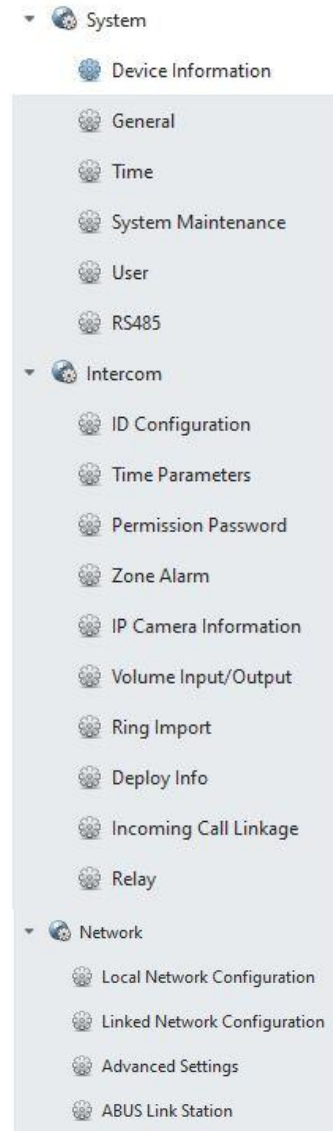 System
Device Information
General
Time
System Maintenance
User
RS485
Intercom
ID Configuration
Time Parameters
Permission Password
Zone Alarm
IP Camera Information
Volume Input/Output
Ring Import
Deploy Info
Incoming Call Linkage
Relay
Network
Local Network Configuration
Linked Network Configuration
Advanced Settings
ABUS Link Station